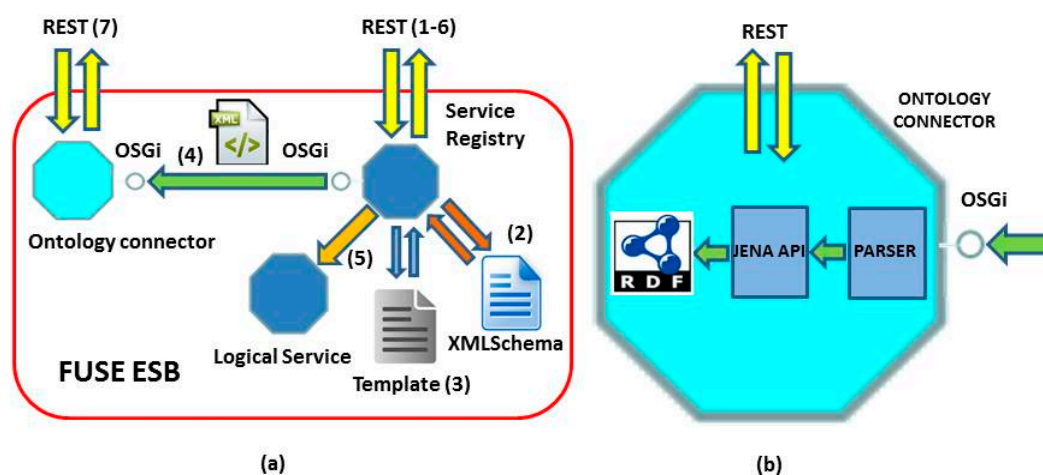 REST (7)
REST (1-6)
Service
Registry
XML
</>
OSGi
(4)
OSGi
Ontology connector
(2)
(5)
Logical Service
XMLSchema
Template (3)
FUSE ESB
(a)
REST
ONTOLOGY
CONNECTOR
OSGi
JENA API
PARSER
RDF
(b)